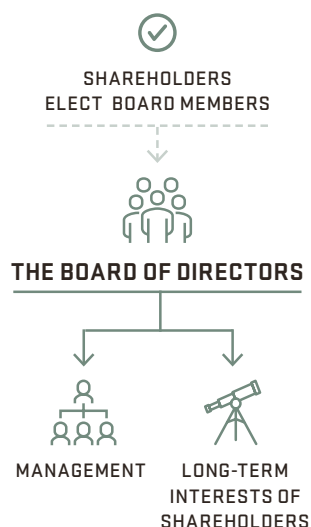 SHAREHOLDERS
ELECT BOARD MEMBERS
THE BOARD OF DIRECTORS
MANAGEMENT
LONG-TERM
INTERESTS OF
SHAREHOLDERS